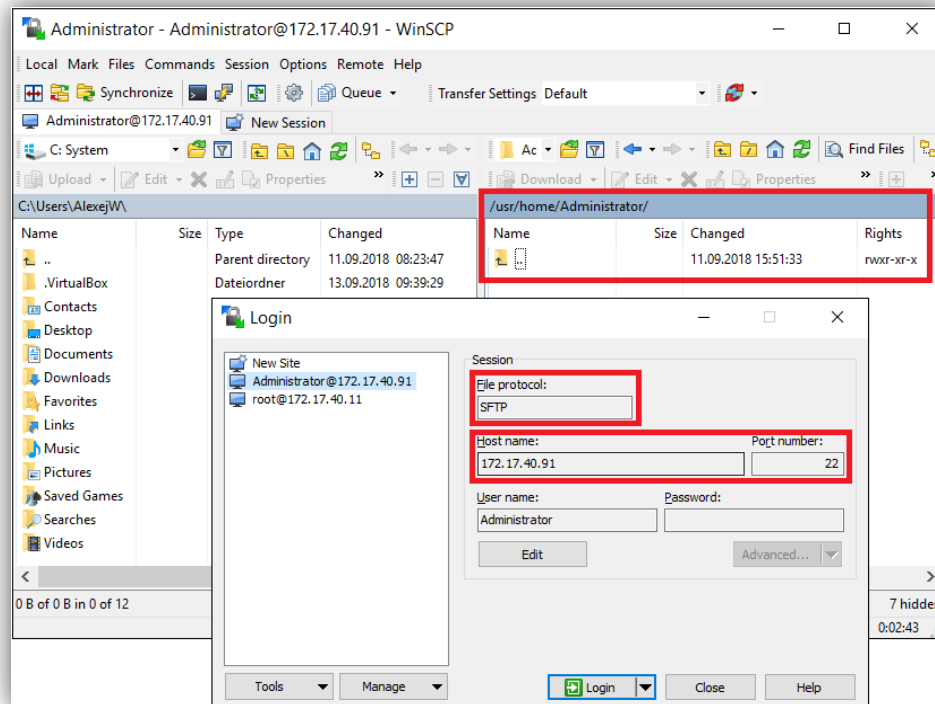 Administrator - Administrator@172.17.40.91 - WinSCP
Local Mark Files Commands Session Options Remote Help
Synchronize Queue Transfer Settings Default
Administrator@172.17.40.91 New Session
C: System Ac Find Files
Upload Edit Properties Download Edit Properties
C:\Users\AlexejW\ /usr/home/Administrator/
Name Size Type Changed Name Size Changed Rights
.. Parent directory 11.09.2018 08:23:47 .. 11.09.2018 15:51:33 rwxr-xr-x
.VirtualBox Dateiordner 13.09.2018 09:39:29
Contacts
Desktop
Documents
Downloads
Favorites
Links
Music
Pictures
Saved Games
Searches
Videos
0 B of 0 B in 0 of 12
7 hidde
0:02:43
Login
New Site
Administrator@172.17.40.91
root@172.17.40.11
Session
File protocol:
SFTP
Host name: Port number:
172.17.40.91 22
User name: Password:
Administrator
Edit Advanced...
Tools Manage Login Close Help